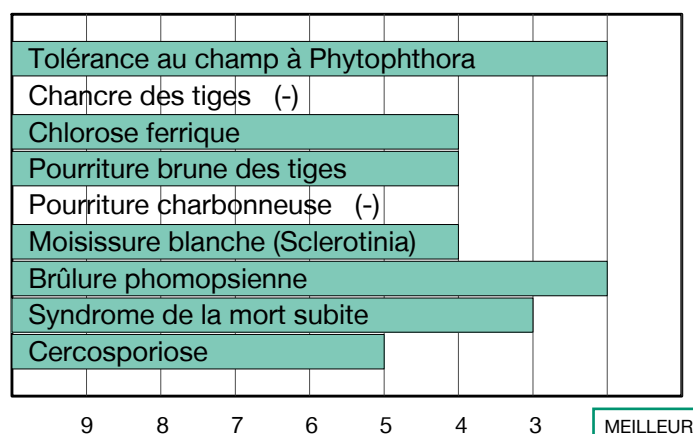 Tolérance au champ à Phytophthora
Chancre des tiges (-)
Chlorose ferrique
Pourriture brune des tiges
Pourriture charbonneuse (-)
Moisissure blanche (Sclerotinia)
Brûlure phomopsienne
Syndrome de la mort subite
Cercosporiose
9 8 7 6 5 4 3 MEILLEUR